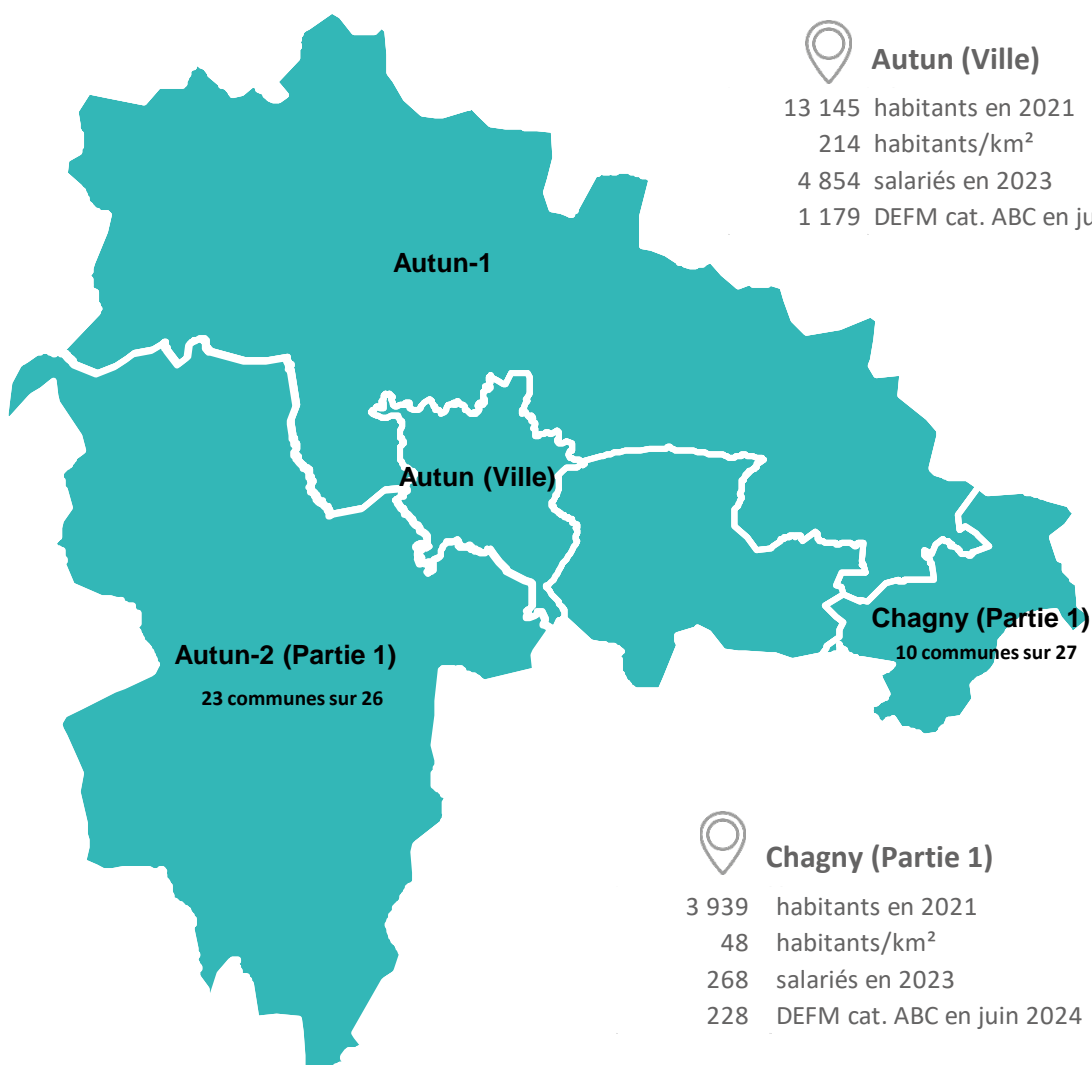 Autun (Ville)
13 145 habitants en 2021
214 habitants/km²
4 854 salariés en 2023
1 179 DEFM cat. ABC en
Autun-1
Autun (Ville)
Chagny (Partie 1)
10 communes sur 27
Autun-2 (Partie 1)
23 communes sur 26
Chagny (Partie 1)
3 939 habitants en 2021
48 habitants/km²
268 salariés en 2023
228 DEFM cat. ABC en juin 2024